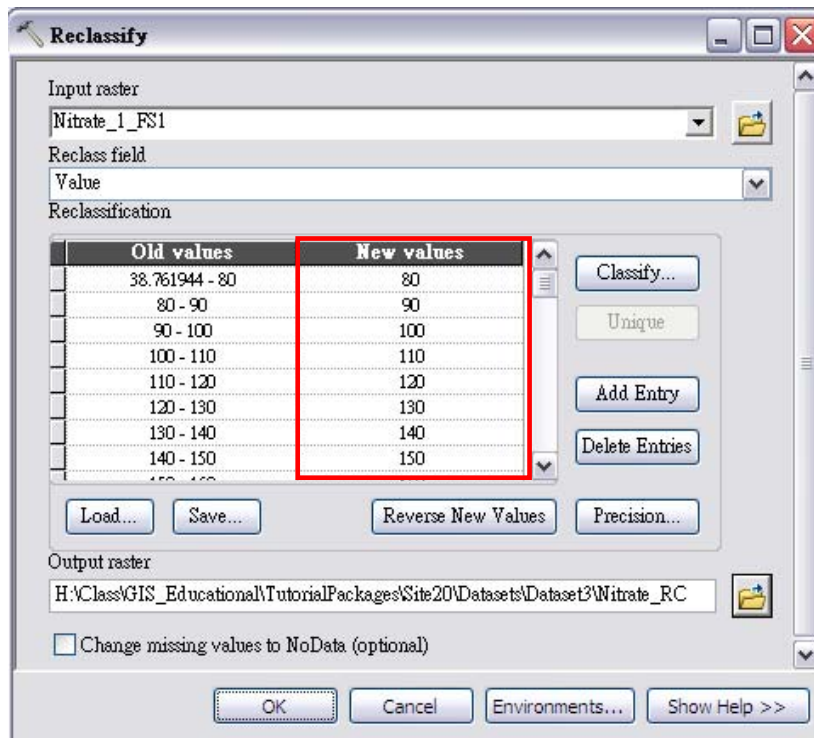 Reclassify
Input raster
Nitrate_1_FS1
Reclass field
Value
Reclassification
Old values New values
38.761944 - 80 80
80 - 90 90
90 - 100 100
100 - 110 110
110 - 120 120
120 - 130 130
130 - 140 140
140 - 150 150
Classify...
Unique
Add Entry
Delete Entries
Load... Save... Reverse New Values Precision...
Output raster
H:\Class\GIS_Educational\TutorialPackages\Site20\Datasets\Dataset3\Nitrate_RC
Change missing values to NoData (optional)
OK Cancel Environments... Show Help >>